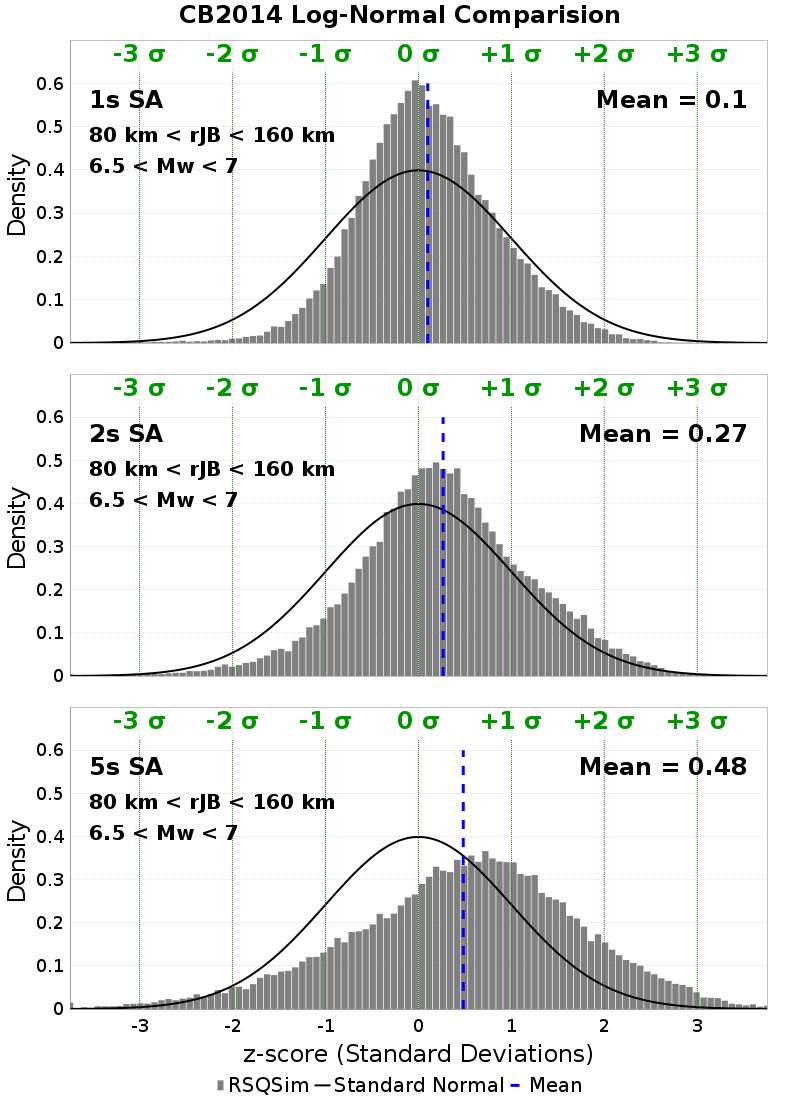 CB2014 Log-Normal Comparision
-3 σ -2 σ -1 σ 0 σ +1 σ +2 σ +3 σ
0.6
0.5
0.4
0.3
0.2
0.1
0
Density
1s SA
Mean = 0.1
80 km < rJB < 160 km
6.5 < Mw < 7
-3 σ -2 σ -1 σ 0 σ +1 σ +2 σ +3 σ
0.6
0.5
0.4
0.3
0.2
0.1
0
Density
2s SA
Mean = 0.27
80 km < rJB < 160 km
6.5 < Mw < 7
-3 σ -2 σ -1 σ 0 σ +1 σ +2 σ +3 σ
0.6
0.5
0.4
0.3
0.2
0.1
0
Density
5s SA
Mean = 0.48
80 km < rJB < 160 km
6.5 < Mw < 7
-3 -2 -1 0 1 2 3
z-score (Standard Deviations)
RSQSim Standard Normal Mean